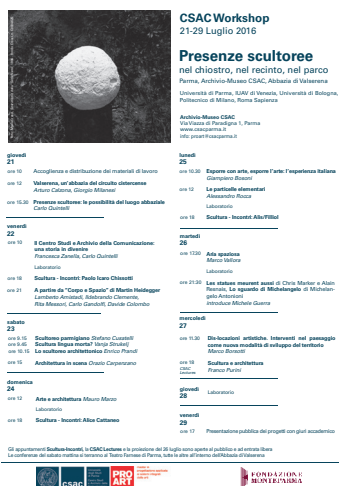 CSAC Workshop
21-29 Luglio 2016
Presenze scultoree
nel chiostro, nel recinto, nel parco
Parma, Archivio-Museo CSAC, Abbazia di Valserena
Università di Parma, IUAV di Venezia, Università di Bologna,
Politecnico di Milano, Roma Sapienza
Archivio-Museo CSAC
Via Viazza di Paradigna 1, Parma
www.csacparma.it
info: proart@csacparma.it
giovedì
21
ore 10 Accoglienza e distribuzione dei materiali di lavoro
ore 12 Valserena, un'abbazia del circuito cistercense
Arturo Calzona, Giorgio Milanesi
ore 15.30 Presenze scultoree: le possibilità del luogo abbaziale
Carlo Quintelli
venerdì
22
ore 10 Il Centro Studi e Archivio della Comunicazione:
una storia in divenire
Francesca Zanella, Carlo Quintelli
Laboratorio
ore 18 Scultura - Incontri: Paolo Icaro Chissotti
ore 21 A partire da "Corpo e Spazio" di Martin Heidegger
Lamberto Amistadi, Ildebrando Clemente,
Rita Messori, Carlo Gandolfi, Davide Colombo
sabato
23
ore 9.15 Scultoreo parmigiano Stefano Cusatelli
ore 9.45 Scultura lingua morta? Vanja Strukelj
ore 10.15 Lo scultoreo architettonico Enrico Prandi
ore 15 Architettura in scena Orazio Carpenzano
domenica
24
ore 12 Arte e architettura Mauro Marzo
Laboratorio
ore 18 Scultura - Incontri: Alice Cattaneo
lunedì
25
ore 10.30 Esporre con arte, esporre l'arte: l'esperienza italiana
Giampiero Bosoni
ore 12 Le particelle elementari
Alessandro Rocca
Laboratorio
ore 18 Scultura - Incontri: Alis/Filliol
martedì
26
ore 17.30 Arte spaziosa
Marco Vallora
Laboratorio
ore 21.30 Les statues meurent aussi di Chris Marker e Alain
Resnais, Lo sguardo di Michelangelo di Michelan-
gelo Antonioni
introduce Michele Guerra
mercoledì
27
ore 11.30 Dis-locazioni artistiche. Interventi nel paesaggio
come nuova modalità di sviluppo del territorio
Marco Borsotti
ore 18 Scultura e architettura
CSAC Lectures Franco Purini
giovedì
28 Laboratorio
venerdì
29
ore 17 Presentazione pubblica dei progetti con giurì accademico
Gli appuntamenti Scultura-Incontri, la CSAC Lectures e la proiezione del 26 luglio sono aperte al pubblico e ad entrata libera
Le conferenze del sabato mattina si terranno al Teatro Farnese di Parma, tutte le altre all'interno dell'Abbazia di Valserena
csac
PRO
ART
FONDAZIONE
MONTEPARMA